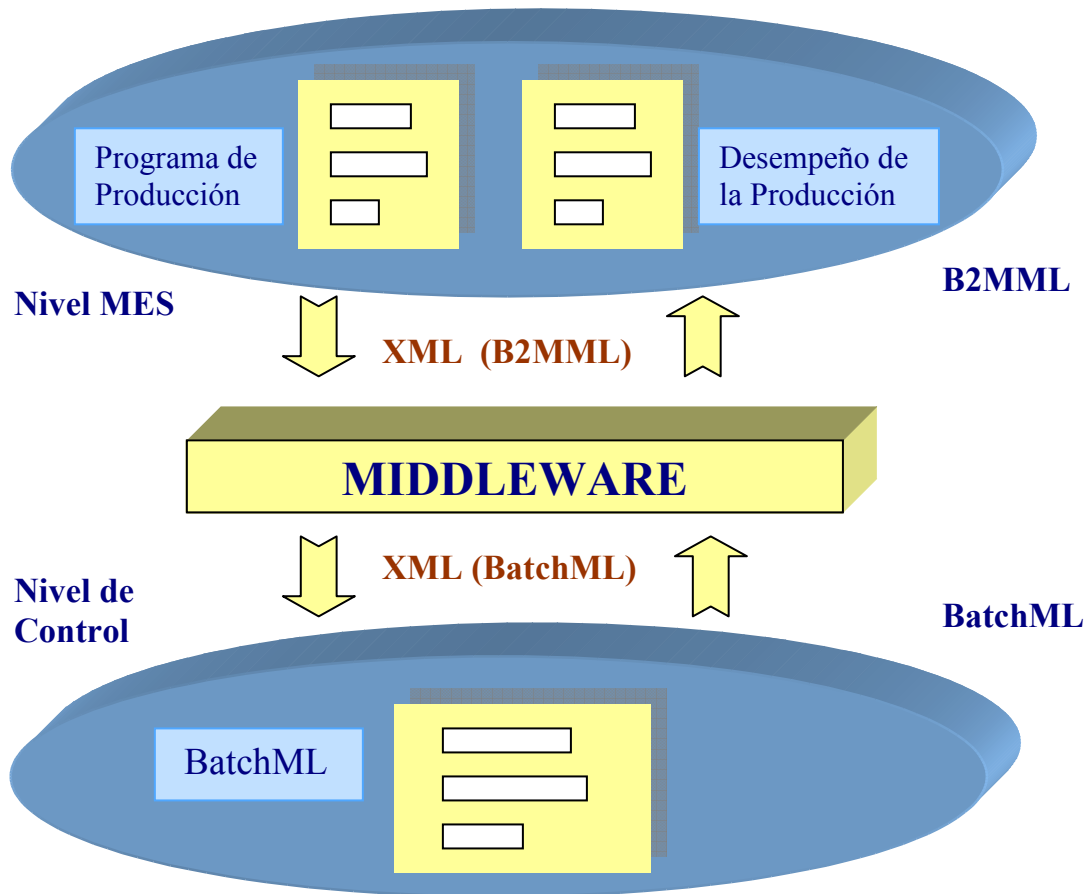 Programa de
Producción
Desempeño de
la Producción
Nivel MES
B2MML
XML  (B2MML)
MIDDLEWARE
XML (BatchML)
Nivel de
Control
BatchML
BatchML